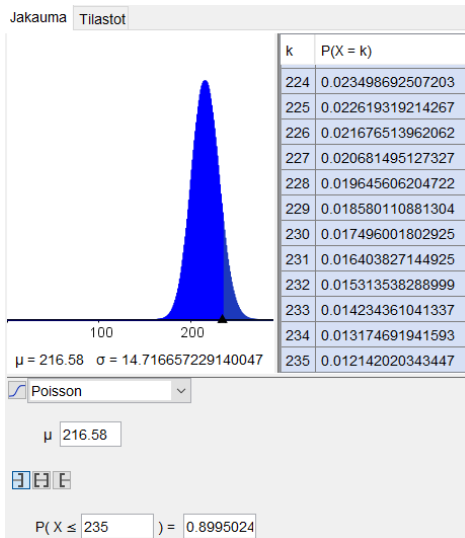 Jakauma Tilastot
k P(X = k)
224 0.023498692507203
225 0.022619319214267
226 0.021676513962062
227 0.020681495127327
228 0.019645606204722
229 0.018580110881304
230 0.017496001802925
231 0.016403827144925
232 0.015313538288999
233 0.014234361041337
234 0.013174691941593
235 0.012142020343447
100 200
μ = 216.58 σ = 14.716657229140047
Poisson
μ 216.58
P( X ≤ 235 ) = 0.8995024